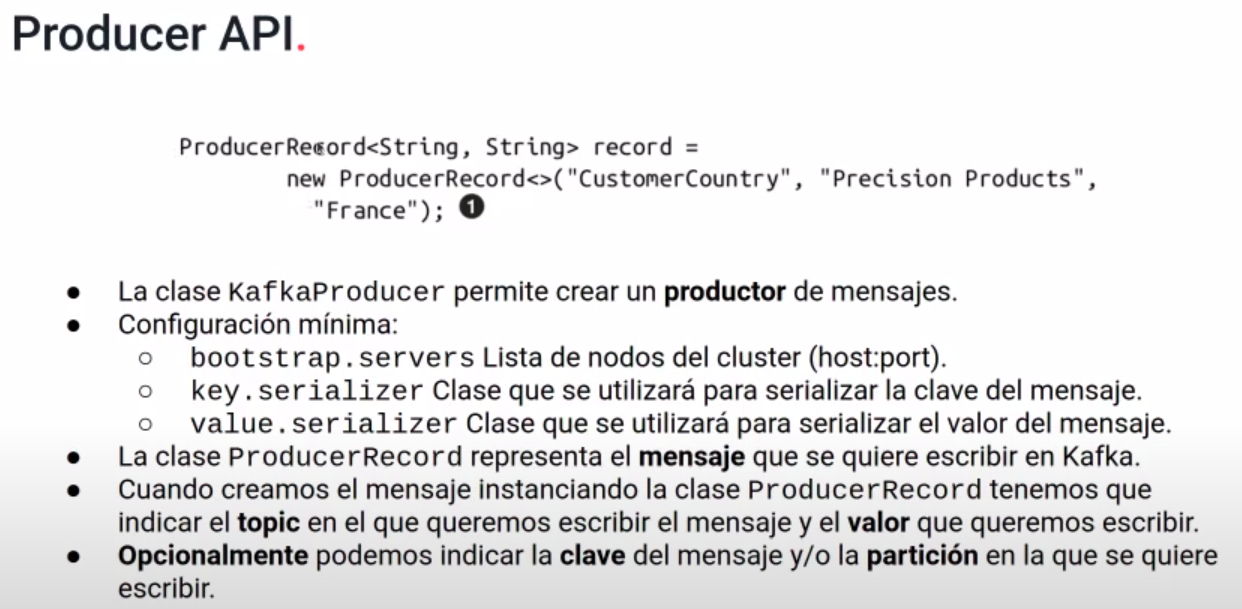 Producer API.
ProducerRecord<String, String> record =
new ProducerRecord<>("CustomerCountry", "Precision Products",
"France"); ❶
● La clase KafkaProducer permite crear un productor de mensajes.
● Configuración mínima:
○ bootstrap.servers Lista de nodos del cluster (host:port).
○ key.serializer Clase que se utilizará para serializar la clave del mensaje.
○ value.serializer Clase que se utilizará para serializar el valor del mensaje.
● La clase ProducerRecord representa el mensaje que se quiere escribir en Kafka.
● Cuando creamos el mensaje instanciando la clase ProducerRecord tenemos que
indicar el topic en el que queremos escribir el mensaje y el valor que queremos escribir.
● Opcionalmente podemos indicar la clave del mensaje y/o la partición en la que se quiere
escribir.